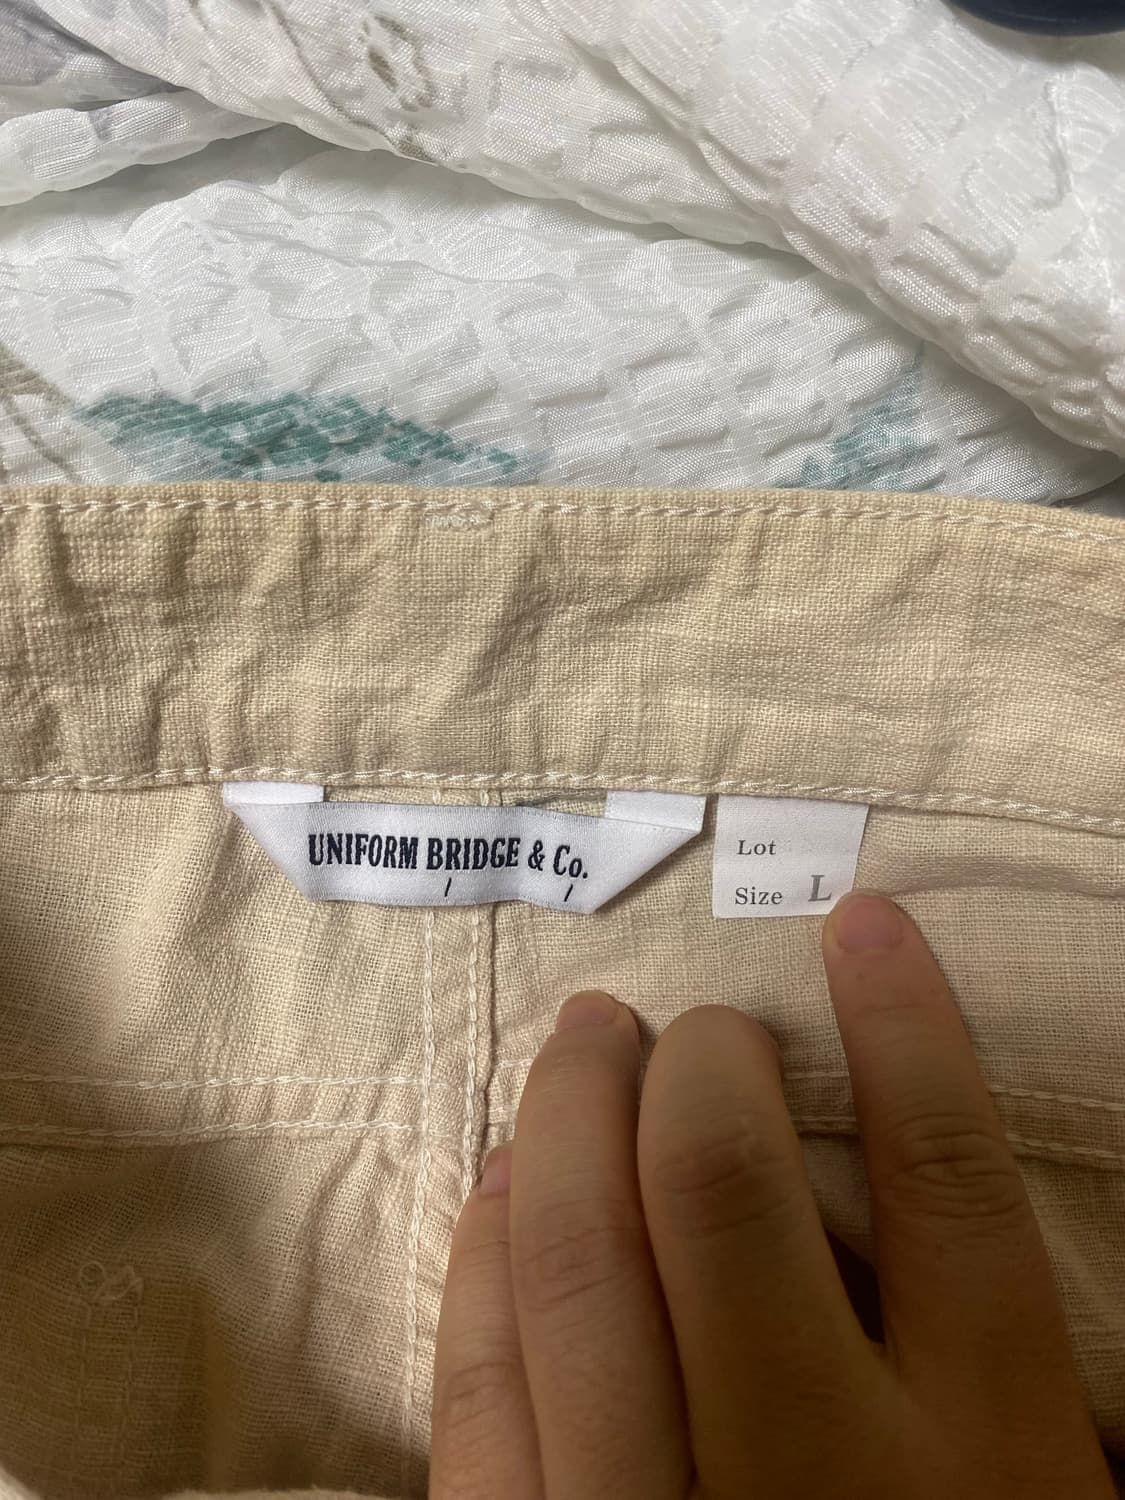 UNIFORM BRIDGE & Co.
Lot
Size L